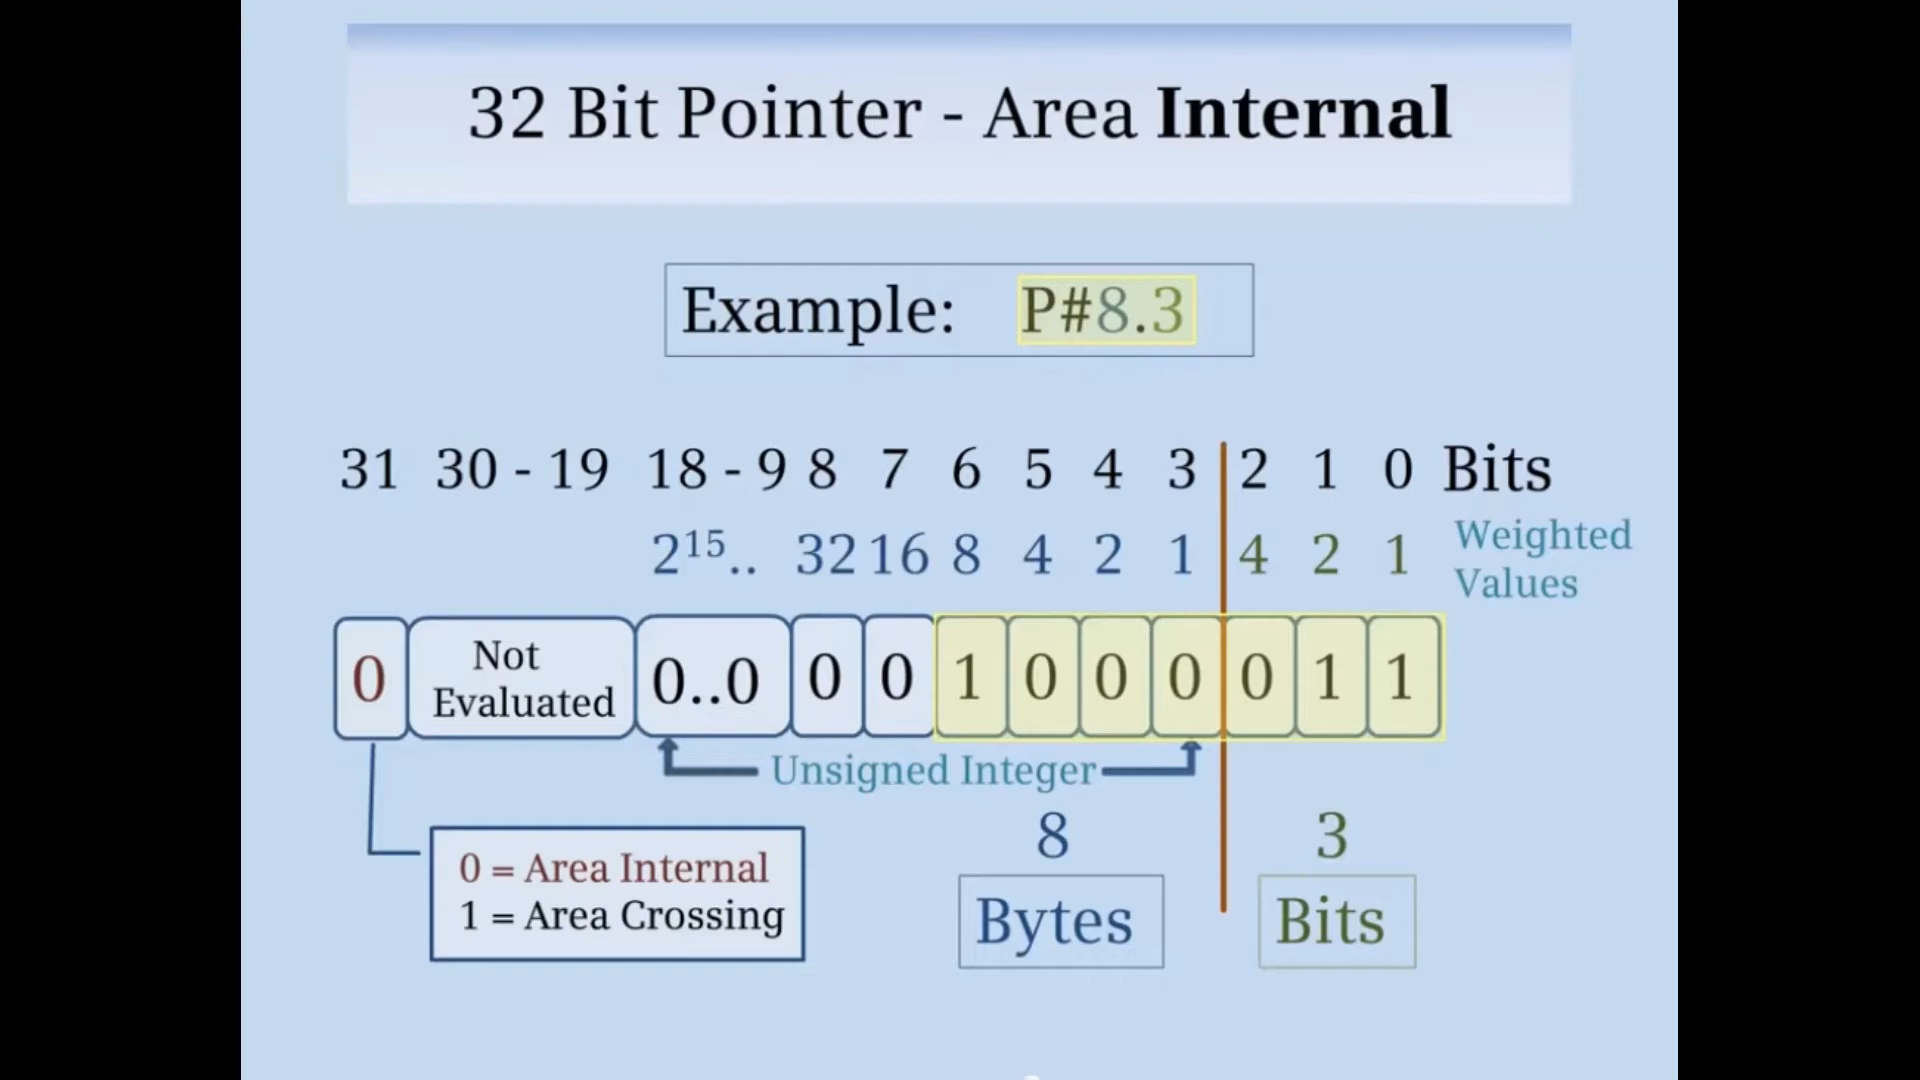 32 Bit Pointer - Area Internal
Example: P#8.3
31 30 - 19 18 - 9 8 7 6 5 4 3 2 1 0 Bits
2¹⁵.. 32 16 8 4 2 1 4 2 1 Weighted Values
0 Not Evaluated 0..0 0 0 1 0 0 0 0 1 1
Unsigned Integer
8 3
0 = Area Internal
1 = Area Crossing
Bytes Bits